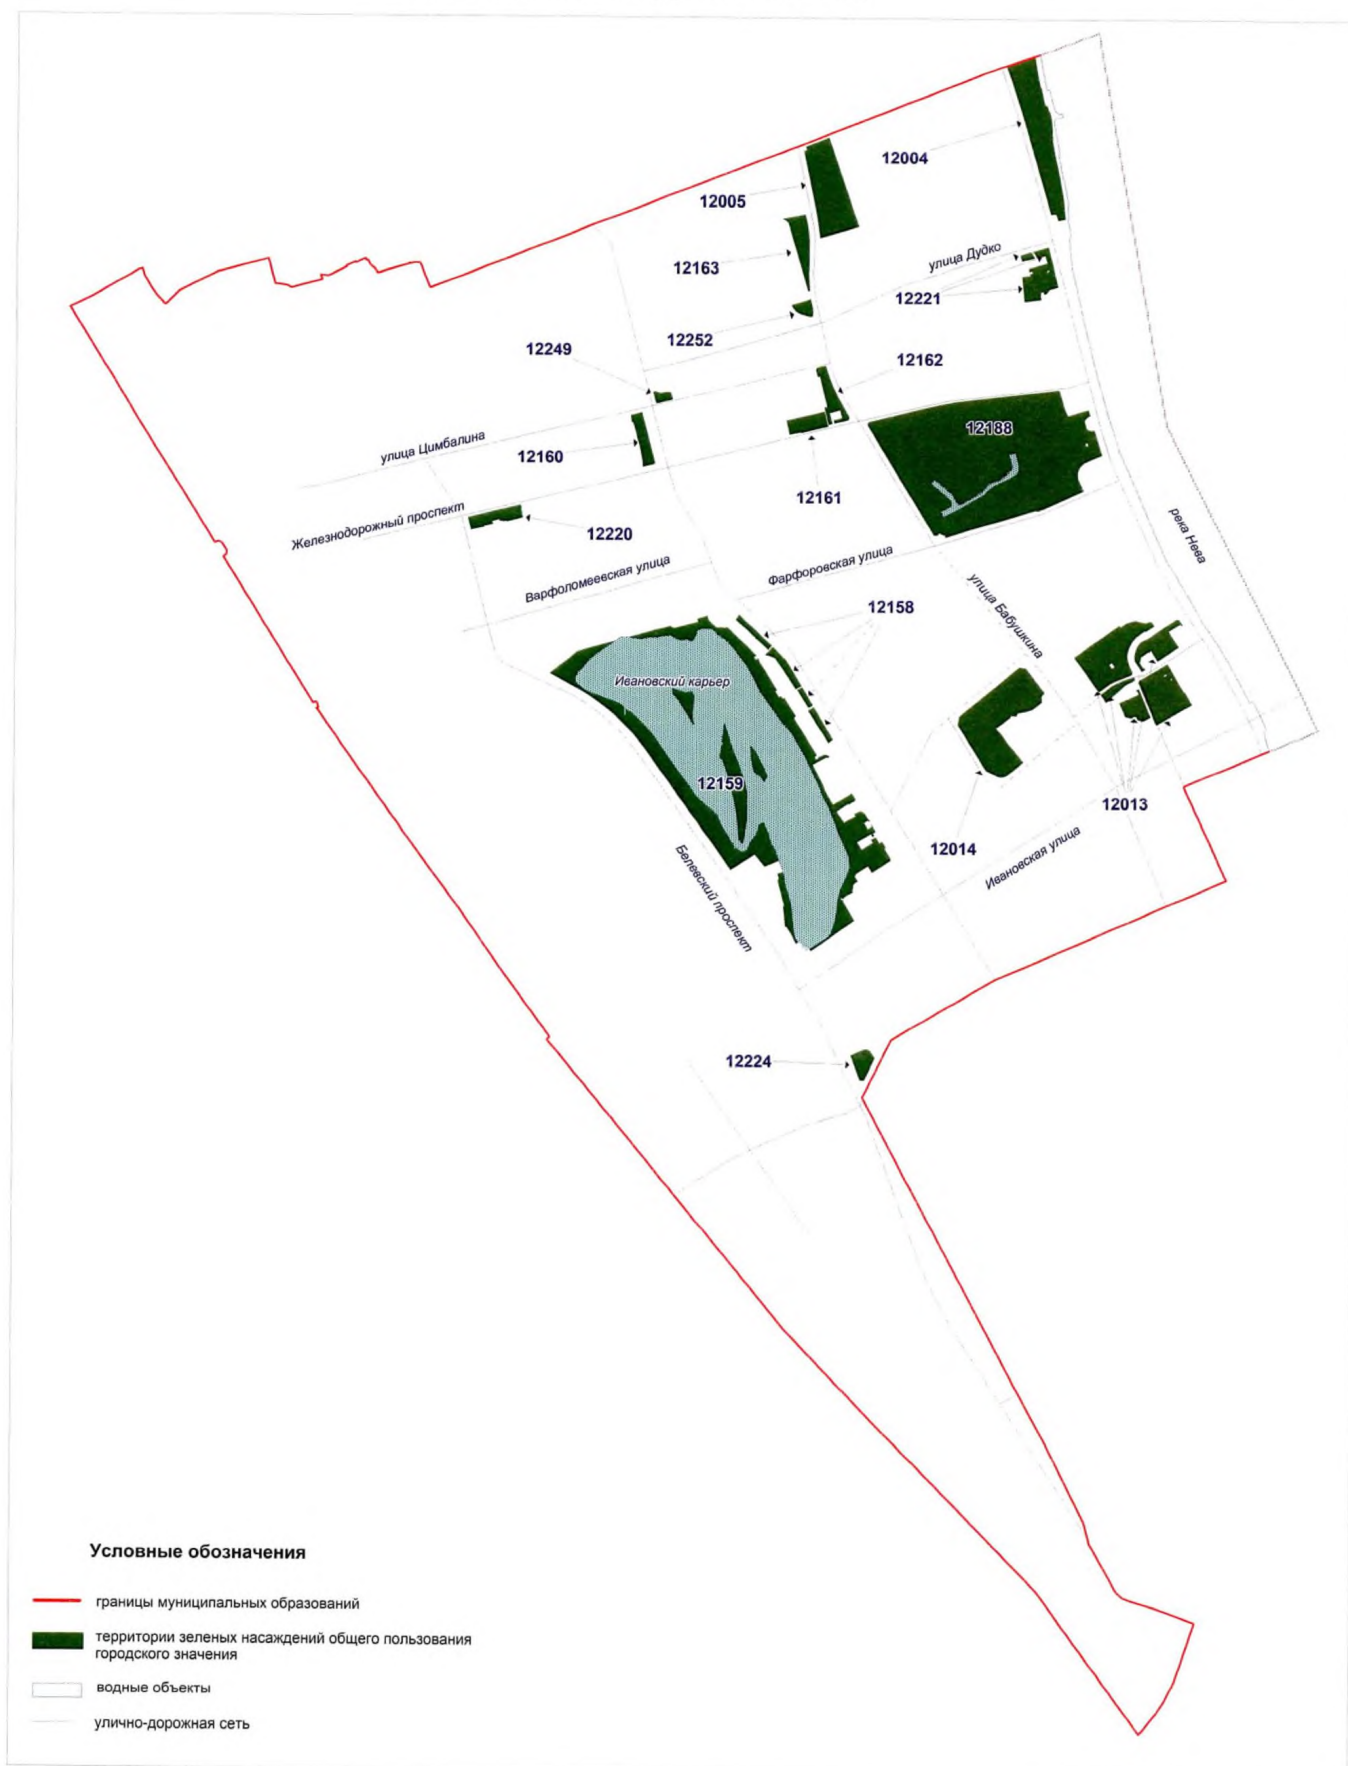 12004
12005
12163
улица Дудко
12221
12252
12249
12162
12188
улица Цимбалина
12160
12161
Железнодорожный проспект
12220
река Нева
Варфоломеевская улица
Фарфоровская улица
улица Бабушкина
12158
Ивановский карьер
12159
12013
12014
Ивановская улица
Белевский проспект
12224
Условные обозначения
границы муниципальных образований
территории зеленых насаждений общего пользования
городского значения
водные объекты
улично-дорожная сеть